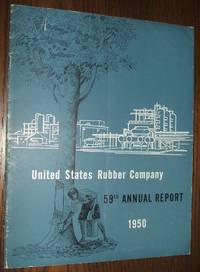 United States Rubber Company
59th ANNUAL REPORT
1950